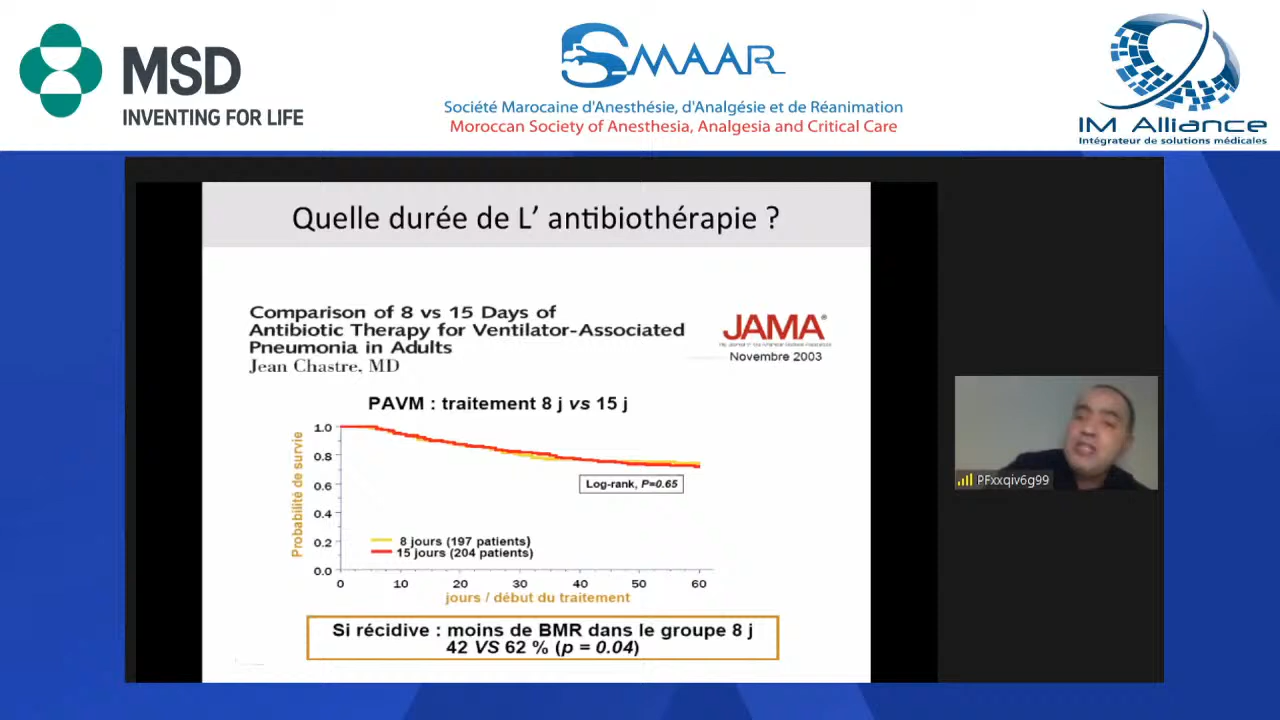 MSD
INVENTING FOR LIFE
SMAAR
Société Marocaine d'Anesthésie, d'Analgésie et de Réanimation
Moroccan Society of Anesthesia, Analgesia and Critical Care
IM Alliance
Intégrateur de solutions médicales
Quelle durée de L' antibiothérapie ?
Comparison of 8 vs 15 Days of
Antibiotic Therapy for Ventilator-Associated
Pneumonia in Adults
Jean Chastre, MD
JAMA
Novembre 2003
PAVM : traitement 8 j vs 15 j
Probabilité de survie
1.0
0.8
0.6
0.4
0.2
0.0
Log-rank, P=0.65
8 jours (197 patients)
15 jours (204 patients)
0 10 20 30 40 50 60
jours / début du traitement
Si récidive : moins de BMR dans le groupe 8 j
42 VS 62 % (p = 0.04)
PFxxqiv6g99